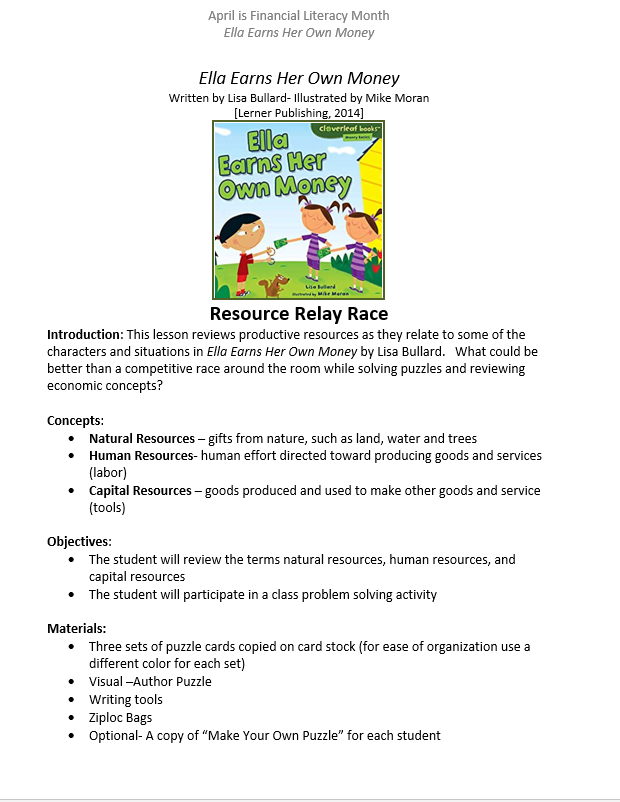 April is Financial Literacy Month
Ella Earns Her Own Money
Ella Earns Her Own Money
Written by Lisa Bullard- Illustrated by Mike Moran
[Lerner Publishing, 2014]
cloverleaf books™
Ella
Earns Her
Own Money
Lisa Bullard
illustrated by Mike Moran
Resource Relay Race
Introduction: This lesson reviews productive resources as they relate to some of the
characters and situations in Ella Earns Her Own Money by Lisa Bullard.   What could be
better than a competitive race around the room while solving puzzles and reviewing
economic concepts?
Concepts:
• Natural Resources – gifts from nature, such as land, water and trees
• Human Resources- human effort directed toward producing goods and services
(labor)
• Capital Resources – goods produced and used to make other goods and service
(tools)
Objectives:
• The student will review the terms natural resources, human resources, and
capital resources
• The student will participate in a class problem solving activity
Materials:
• Three sets of puzzle cards copied on card stock (for ease of organization use a
different color for each set)
• Visual –Author Puzzle
• Writing tools
• Ziploc Bags
• Optional- A copy of “Make Your Own Puzzle” for each student